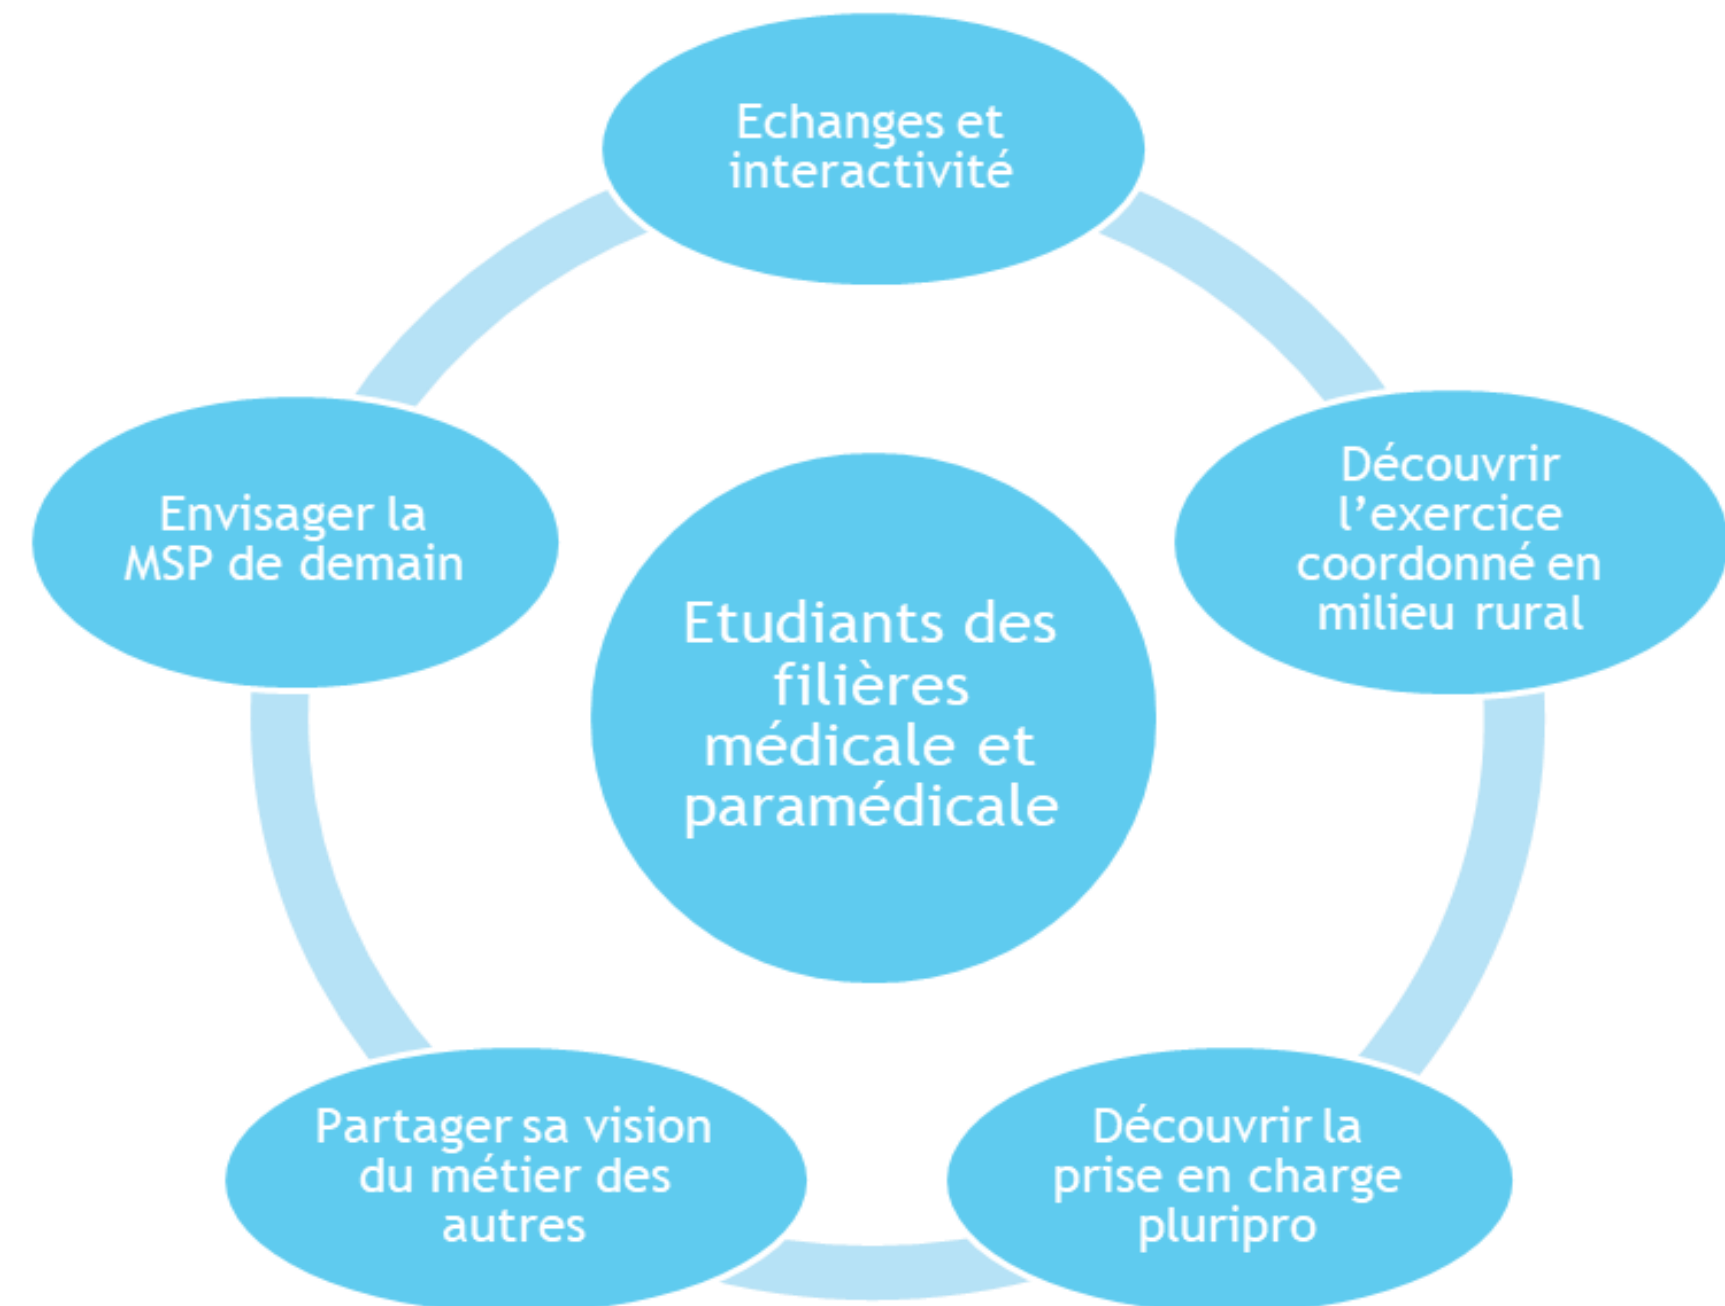 Echanges et
interactivité
Découvrir
l’exercice
coordonné en
milieu rural
Découvrir la
prise en charge
pluripro
Partager sa vision
du métier des
autres
Envisager la
MSP de demain
Etudiants des
filières
médicale et
paramédicale